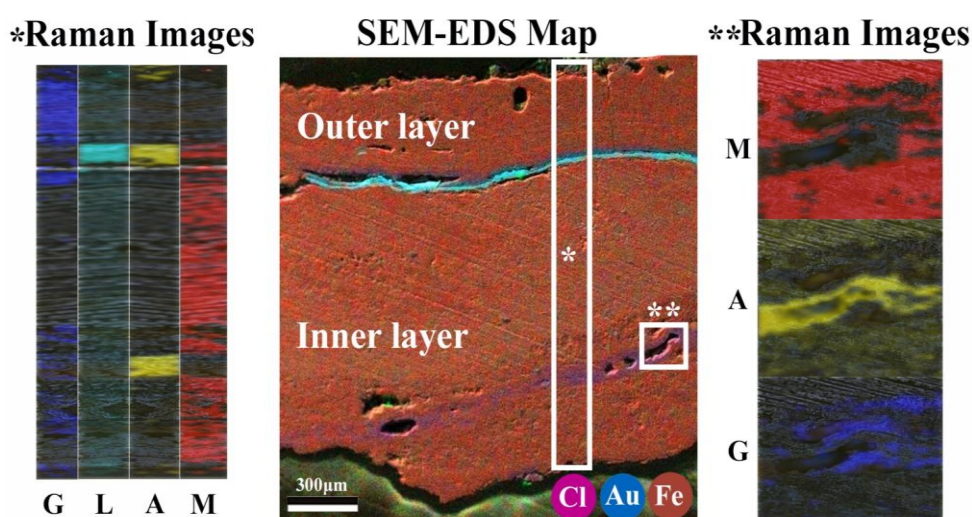 *Raman Images
SEM-EDS Map
**Raman Images
Outer layer
*
**
Inner layer
300μm
Cl Au Fe
G L A M
M
A
G